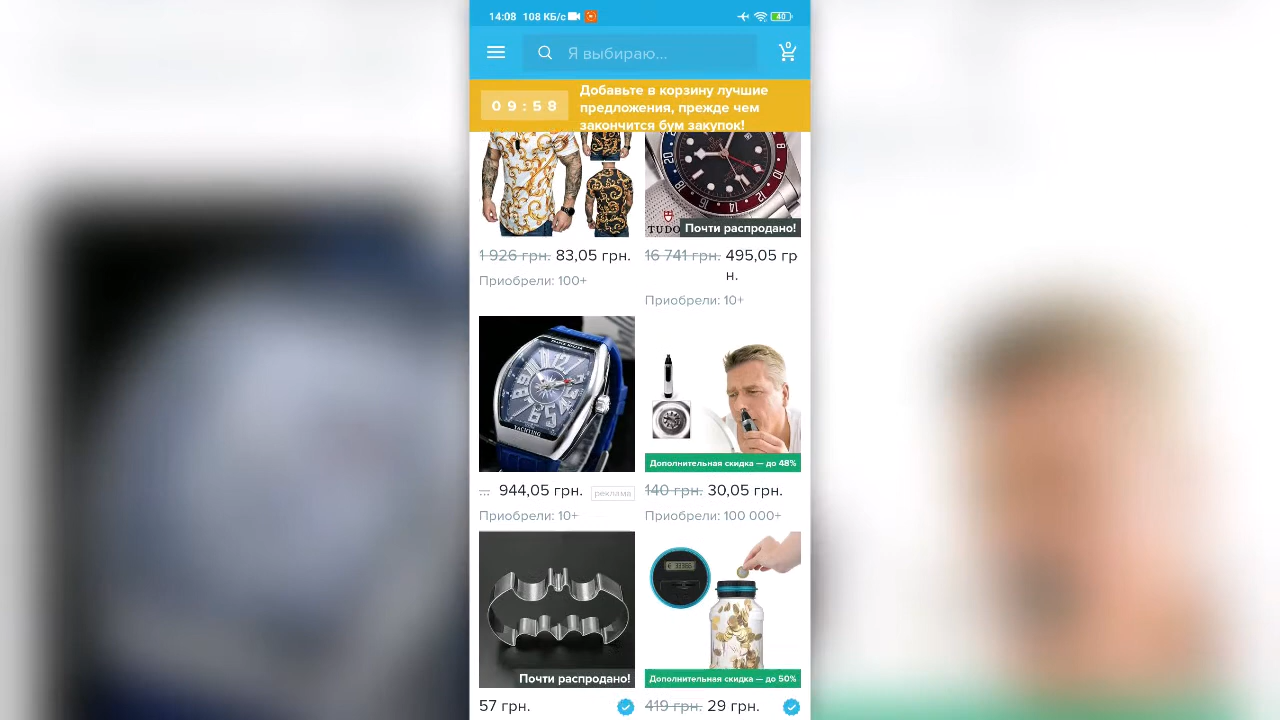 14:08 108 КБ/с 40
Я выбираю... 0
09:58
Добавьте в корзину лучшие
предложения, прежде чем
закончится бум закупок!
TUDO
Почти распродано!
1 926 грн. 83,05 грн.
16 741 грн. 495,05 гр
н.
Приобрели: 100+
Приобрели: 10+
YACHTING
Дополнительная скидка — до 48%
... 944,05 грн. реклама
140 грн. 30,05 грн.
Приобрели: 10+
Приобрели: 100 000+
Почти распродано!
Дополнительная скидка — до 50%
57 грн.
419 грн. 29 грн.